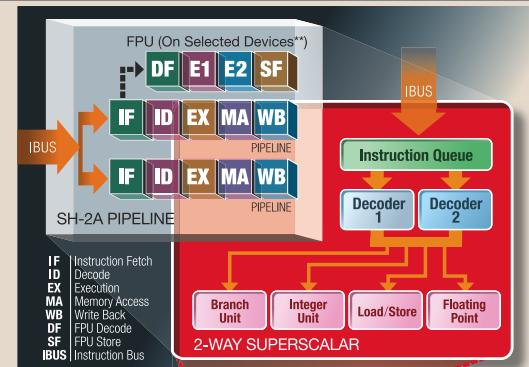 FPU (On Selected Devices**)
DF E1 E2 SF
IBUS
IF ID EX MA WB
PIPELINE
IBUS
IF ID EX MA WB
PIPELINE
SH-2A PIPELINE
Instruction Queue
Decoder 1
Decoder 2
Branch Unit
Integer Unit
Load/Store
Floating Point
2-WAY SUPERSCALAR
IF Instruction Fetch
ID Decode
EX Execution
MA Memory Access
WB Write Back
DF FPU Decode
SF FPU Store
IBUS Instruction Bus